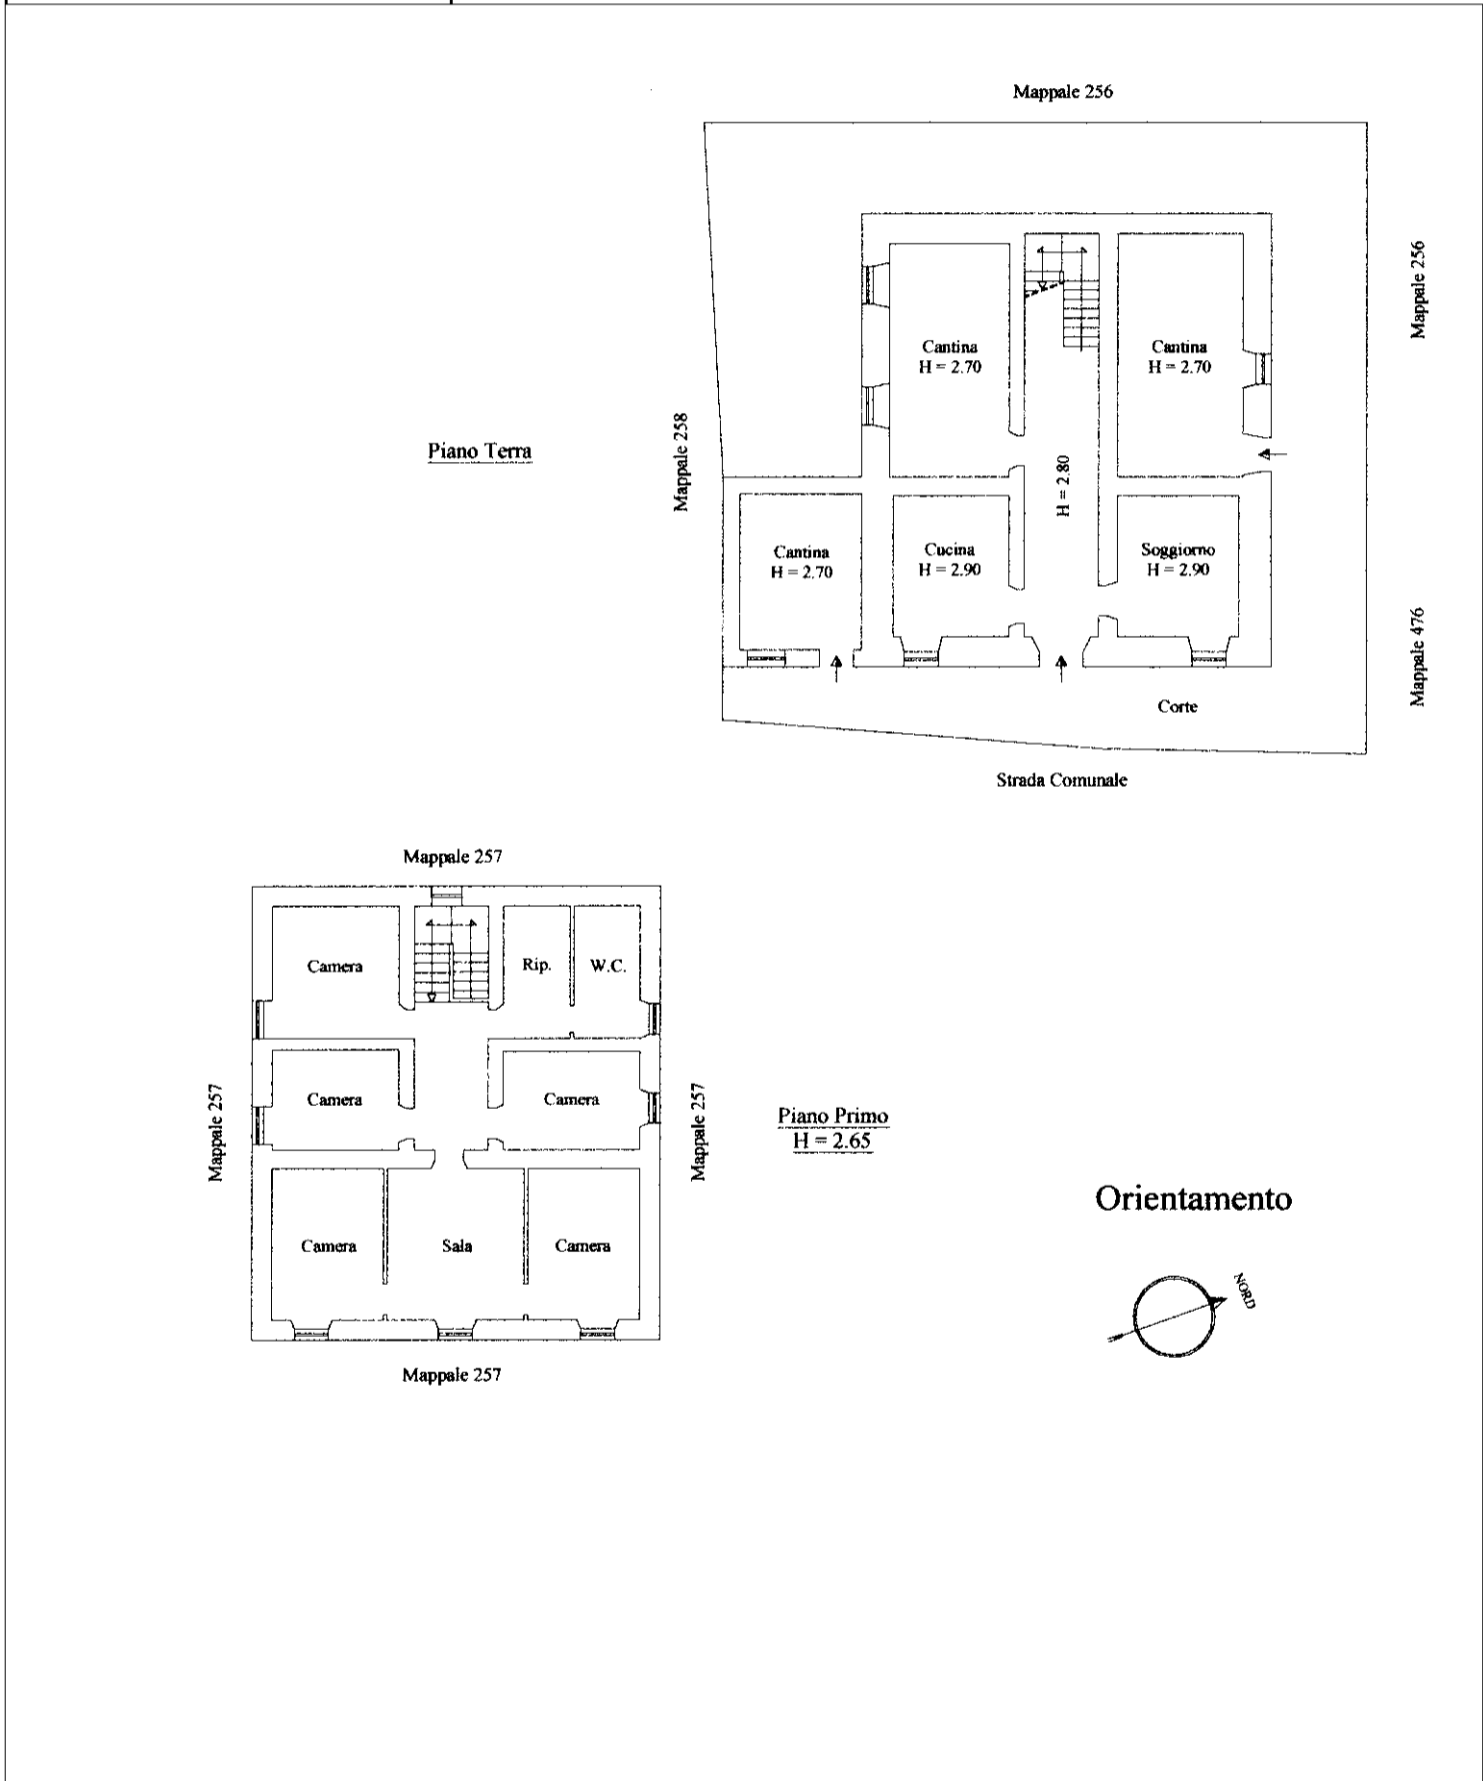 Mappale 256
Mappale 256
Cantina
H = 2.70
Cantina
H = 2.70
Piano Terra
Mappale 258
H = 2.80
Cantina
H = 2.70
Cucina
H = 2.90
Soggiorno
H = 2.90
Mappale 476
Corte
Strada Comunale
Mappale 257
Camera
Rip.
W.C.
Mappale 257
Camera
Camera
Mappale 257
Piano Primo
H = 2.65
Camera
Sala
Camera
Mappale 257
Orientamento
NORD